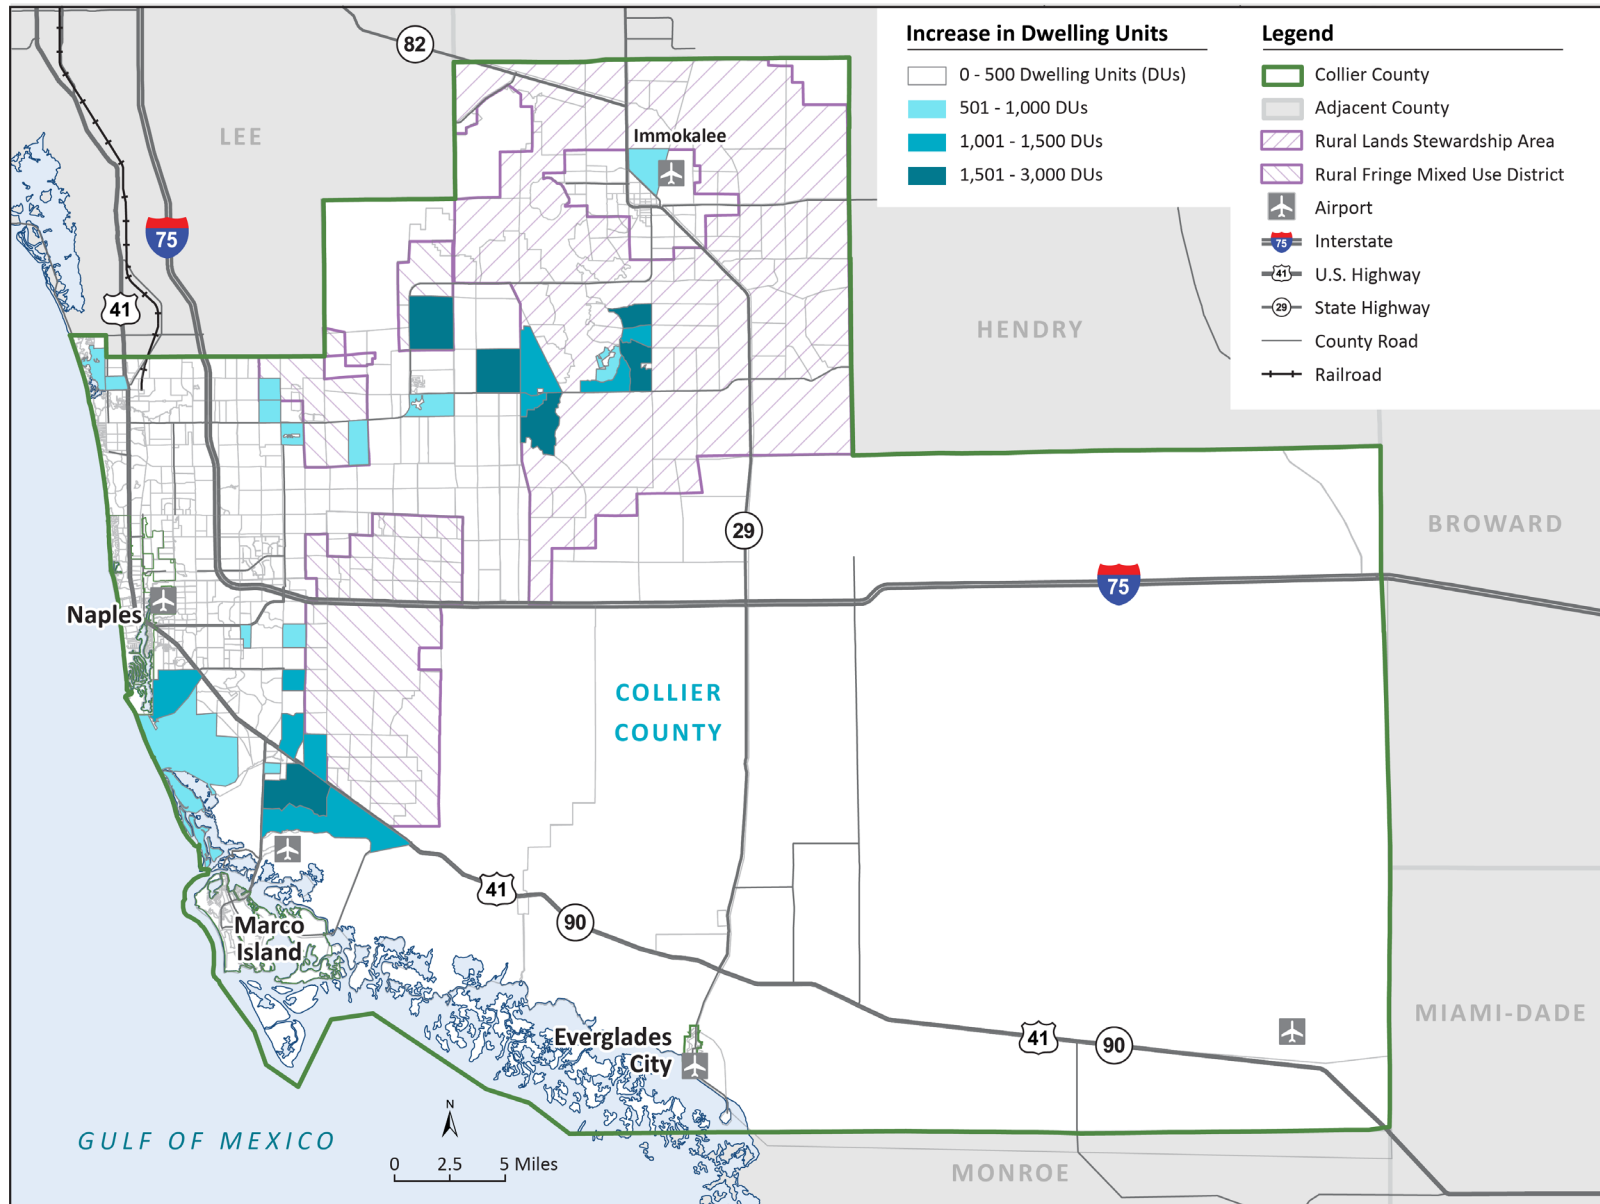 Increase in Dwelling Units
0 - 500 Dwelling Units (DUs)
501 - 1,000 DUs
1,001 - 1,500 DUs
1,501 - 3,000 DUs
Legend
Collier County
Adjacent County
Rural Lands Stewardship Area
Rural Fringe Mixed Use District
Airport
75
Interstate
41
U.S. Highway
29
State Highway
County Road
Railroad
82
LEE
Immokalee
75
41
HENDRY
29
BROWARD
75
Naples
COLLIER
COUNTY
41
90
Marco
Island
MIAMI-DADE
Everglades
City
41
90
N
GULF OF MEXICO
0 2.5 5 Miles
MONROE